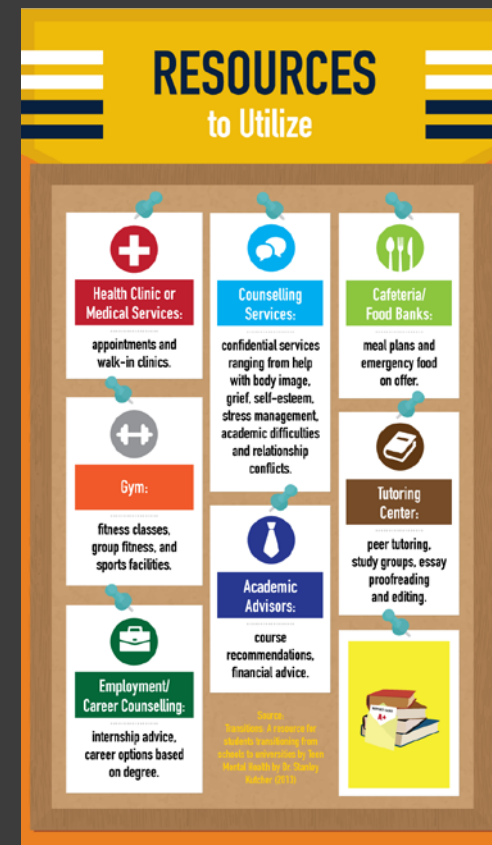 RESOURCES
to Utilize
Health Clinic or
Medical Services:
appointments and
walk-in clinics.
Gym:
fitness classes,
group fitness, and
sports facilities.
Employment/
Career Counselling:
internship advice,
career options based
on degree.
Counselling
Services:
confidential services
ranging from help
with body image,
grief, self-esteem,
stress management,
academic difficulties
and relationship
conflicts.
Academic
Advisors:
course
recommendations,
financial advice.
Source:
Transitions: A resource for
students transitioning from
schools to universities by Teen
Mental Health by Dr. Stanley
Kutcher (2013)
Cafeteria/
Food Banks:
meal plans and
emergency food
on offer.
Tutoring
Center:
peer tutoring,
study groups, essay
proofreading
and editing.
A+